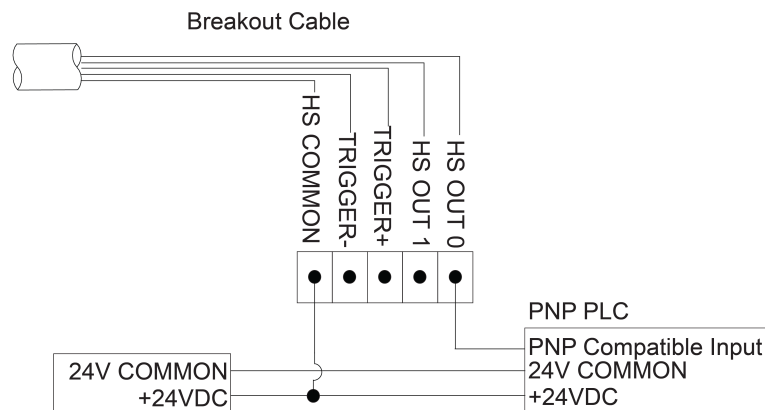 Breakout Cable
HS COMMON
TRIGGER-
TRIGGER+
HS OUT 1
HS OUT 0
PNP PLC
PNP Compatible Input
24V COMMON
24V COMMON
+24VDC
+24VDC